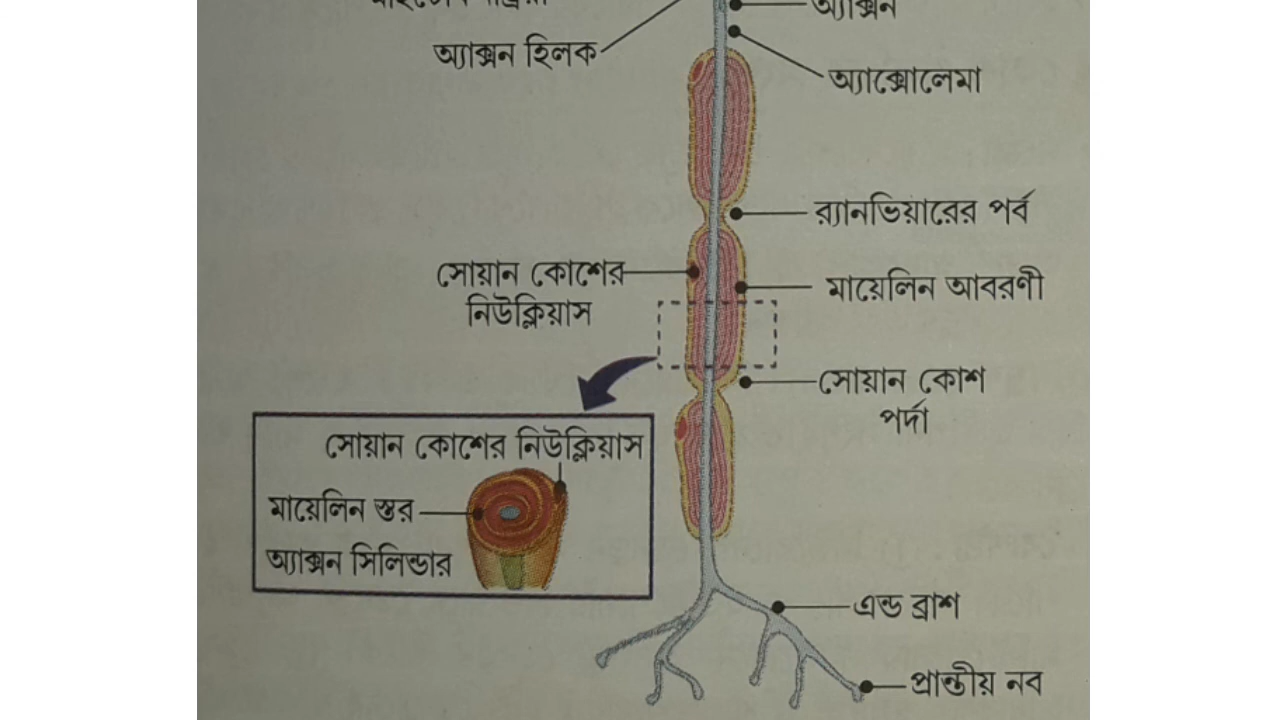 অ্যাক্সন
অ্যাক্সন হিলক
অ্যাক্সোলেমা
র‍্যানভিয়ারের পর্ব
সোয়ান কোশের
নিউক্লিয়াস
মায়েলিন আবরণী
সোয়ান কোশ
পর্দা
সোয়ান কোশের নিউক্লিয়াস
মায়েলিন স্তর
অ্যাক্সন সিলিন্ডার
এন্ড ব্রাশ
প্রান্তীয় নব